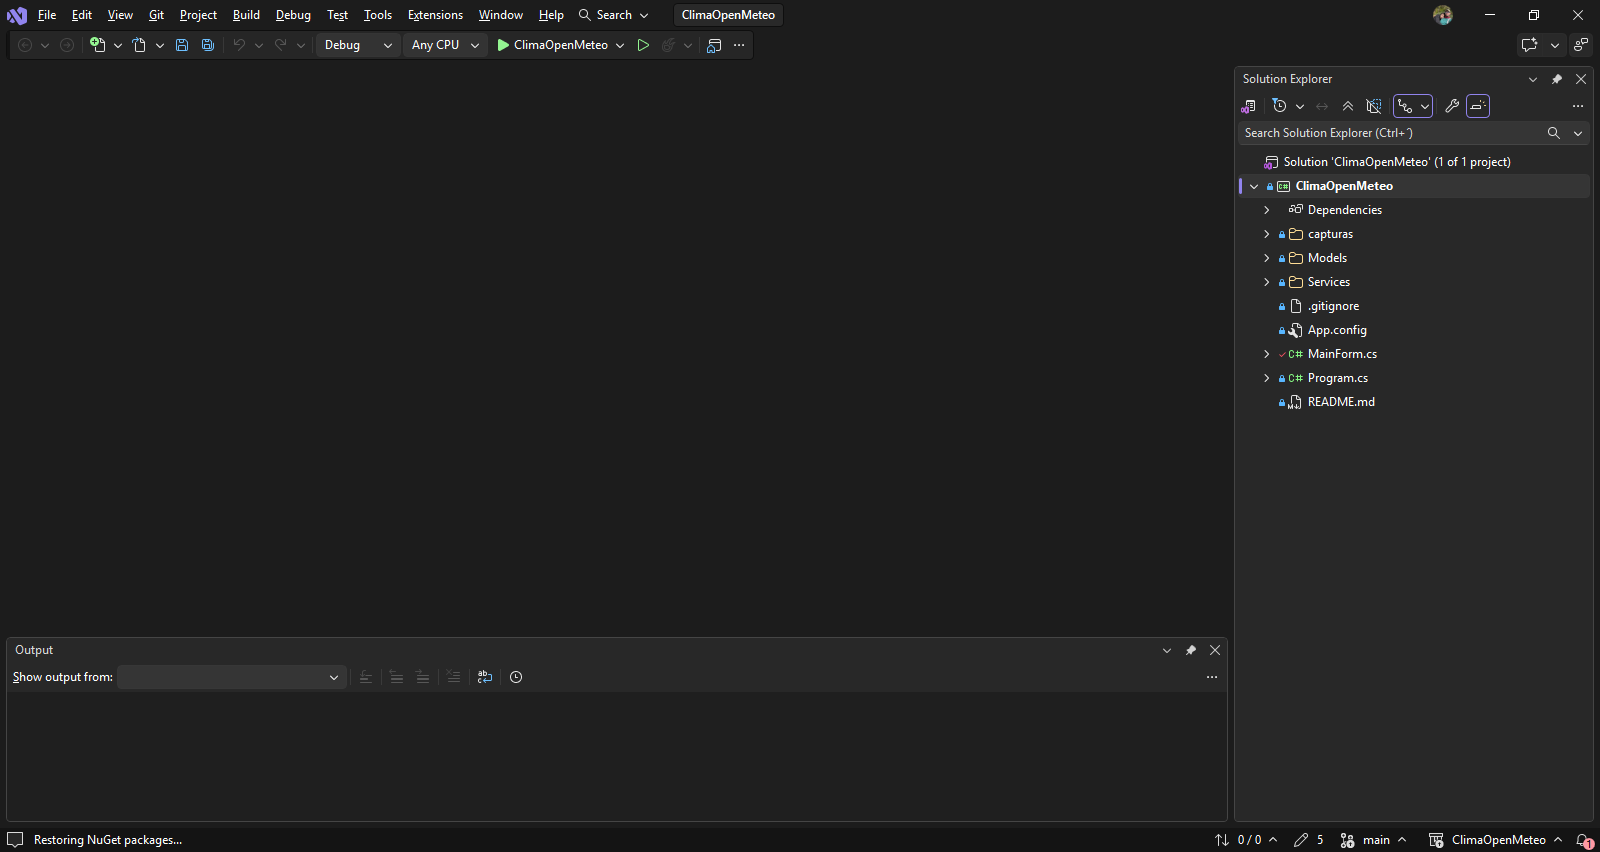 File Edit View Git Project Build Debug Test Tools Extensions Window Help Search ClimaOpenMeteo
Debug Any CPU ClimaOpenMeteo
Solution Explorer
Search Solution Explorer (Ctrl+´)
Solution 'ClimaOpenMeteo' (1 of 1 project)
C# ClimaOpenMeteo
Dependencies
capturas
Models
Services
.gitignore
App.config
C# MainForm.cs
C# Program.cs
README.md
Output
Show output from:
Restoring NuGet packages... 0 / 0 5 main ClimaOpenMeteo 1